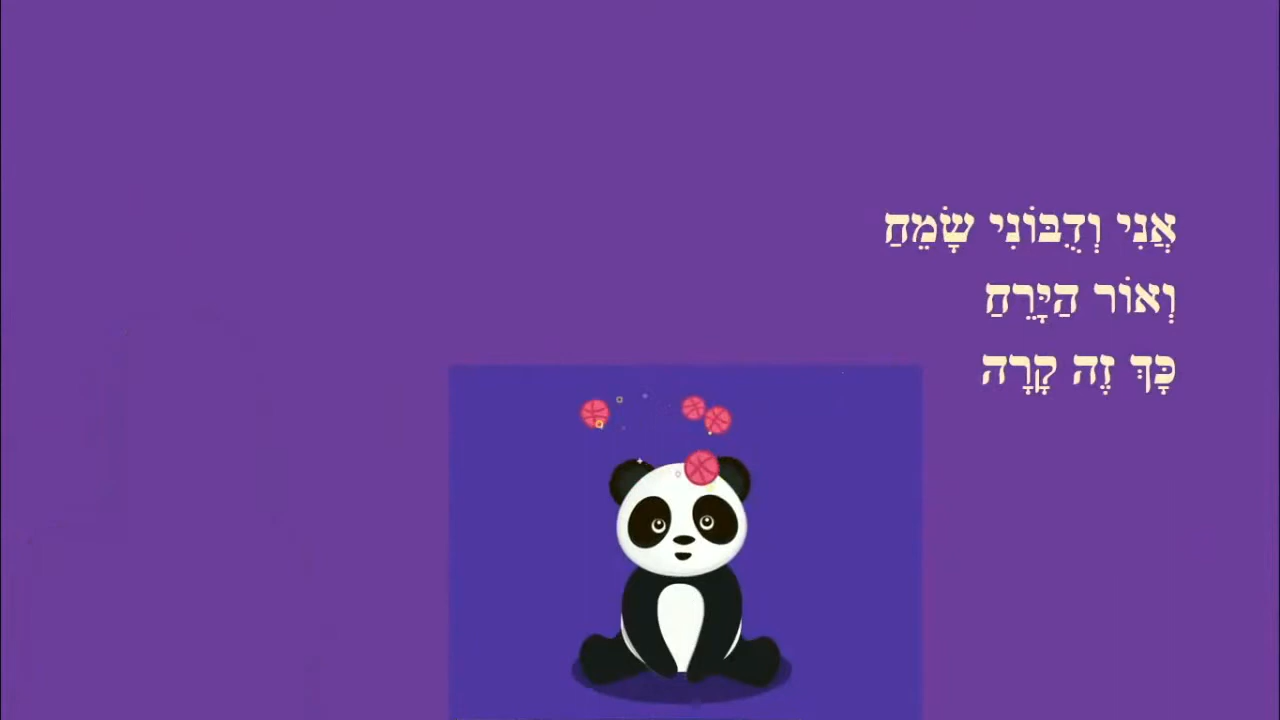 אֲנִי וְדֻבּוֹנִי שָׂמֵחַ
וְאוֹר הַיָּרֵחַ
כָּךְ זֶה קָרָה